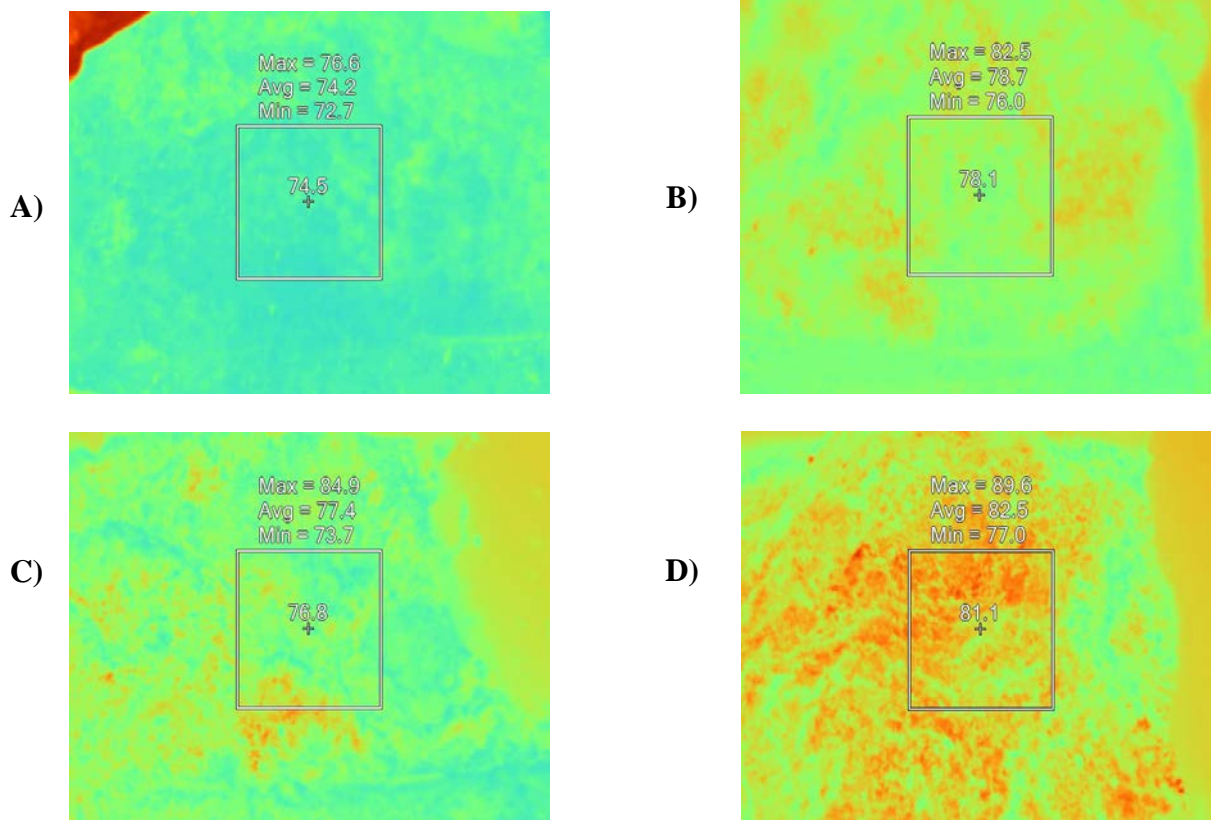 A)
Max = 76.6
Avg = 74.2
Min = 72.7
74.5
B)
Max = 82.5
Avg = 78.7
Min = 76.0
78.1
C)
Max = 84.9
Avg = 77.4
Min = 73.7
76.8
D)
Max = 89.6
Avg = 82.5
Min = 77.0
81.1